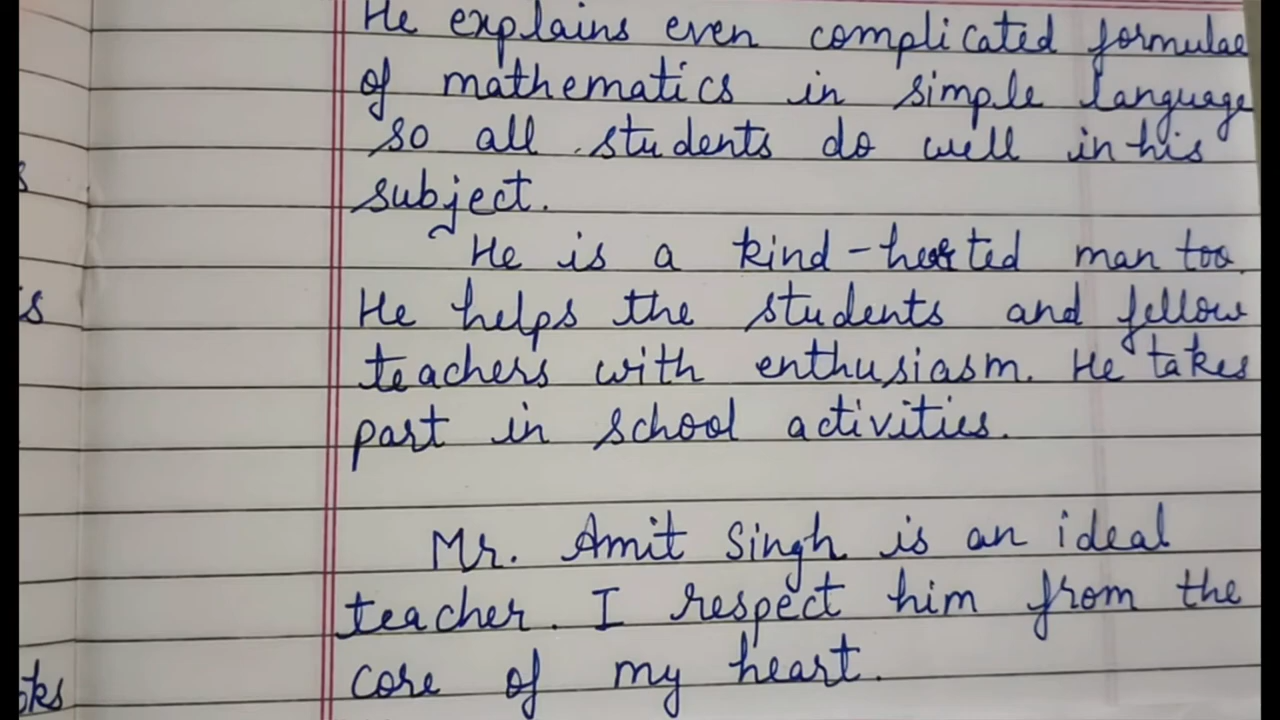 He explains even complicated formulae
of mathematics in simple language
so all students do well in his
subject.
He is a kind-hearted man too.
He helps the students and fellow
teachers with enthusiasm. He takes
part in school activities.
Mr. Amit Singh is an ideal
teacher. I respect him from the
core of my heart.